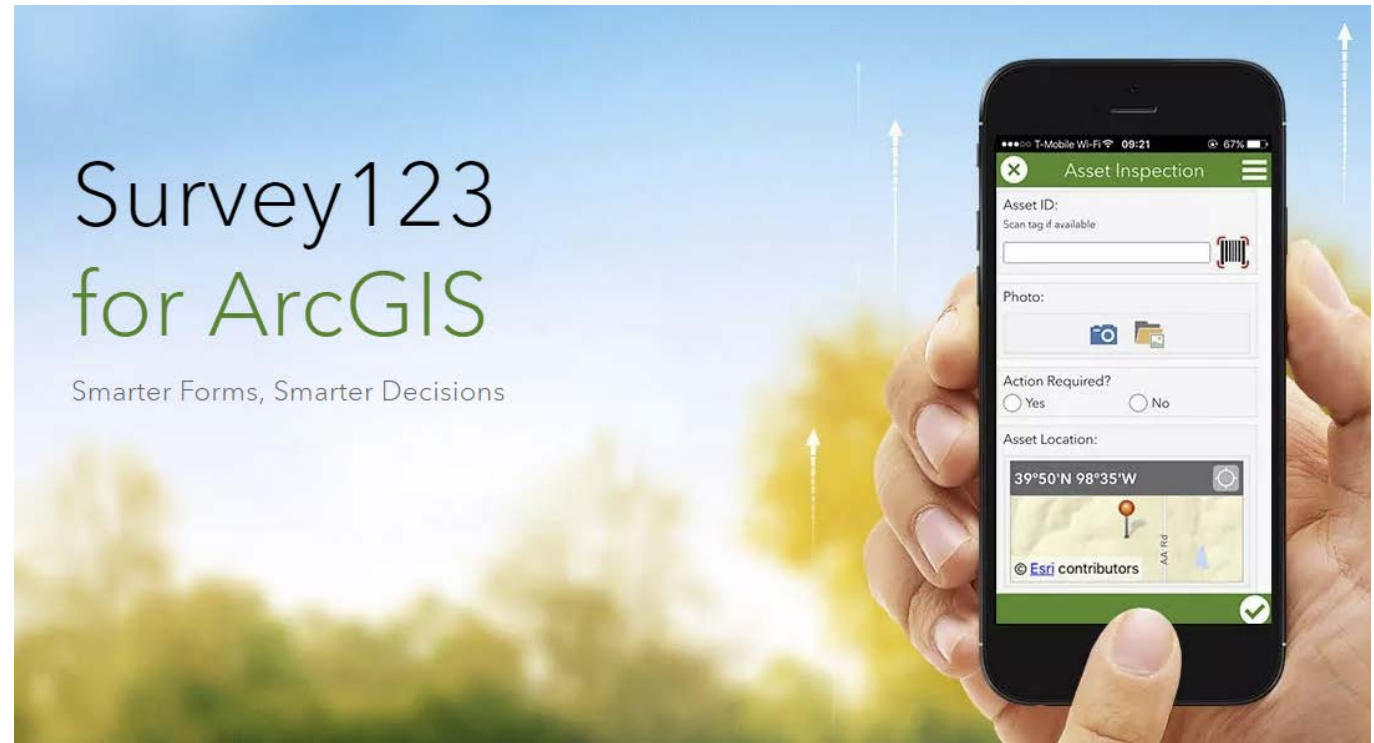 Survey123
for ArcGIS
Smarter Forms, Smarter Decisions
T-Mobile Wi-Fi 09:21 67%
Asset Inspection
Asset ID:
Scan tag if available
Photo:
Action Required?
Yes No
Asset Location:
39°50'N 98°35'W
AA Rd
© Esri contributors